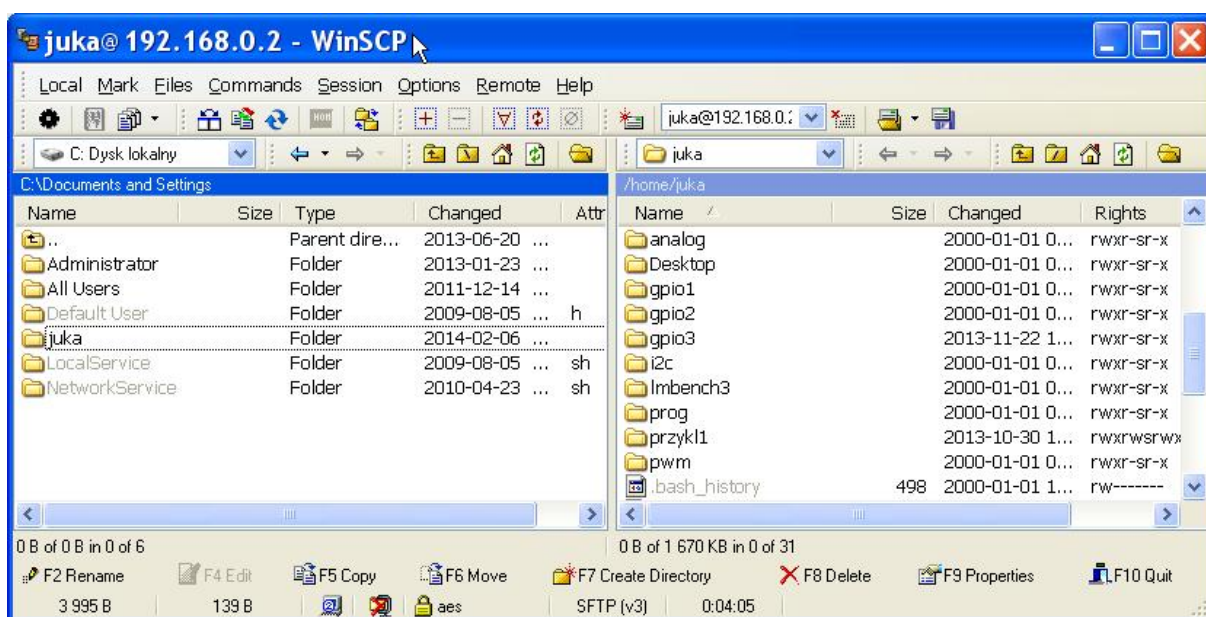 juka@ 192.168.0.2 - WinSCP
Local Mark Files Commands Session Options Remote Help
juka@192.168.0.2
C: Dysk lokalny juka
C:\Documents and Settings /home/juka
Name Size Type Changed Attr Name Size Changed Rights
.. Parent dire... 2013-06-20 ... analog 2000-01-01 0... rwxr-sr-x
Administrator Folder 2013-01-23 ... Desktop 2000-01-01 0... rwxr-sr-x
All Users Folder 2011-12-14 ... gpio1 2000-01-01 0... rwxr-sr-x
Default User Folder 2009-08-05 ... h gpio2 2000-01-01 0... rwxr-sr-x
juka Folder 2014-02-06 ... gpio3 2013-11-22 1... rwxr-sr-x
LocalService Folder 2009-08-05 ... sh i2c 2000-01-01 0... rwxr-sr-x
NetworkService Folder 2010-04-23 ... sh lmbench3 2000-01-01 0... rwxr-sr-x
prog 2000-01-01 0... rwxr-sr-x
przykl1 2013-10-30 1... rwxrwsrwx
pwm 2000-01-01 0... rwxr-sr-x
.bash_history 498 2000-01-01 1... rw-------
0 B of 0 B in 0 of 6 0 B of 1 670 KB in 0 of 31
F2 Rename F4 Edit F5 Copy F6 Move F7 Create Directory F8 Delete F9 Properties F10 Quit
3 995 B 139 B aes SFTP (v3) 0:04:05